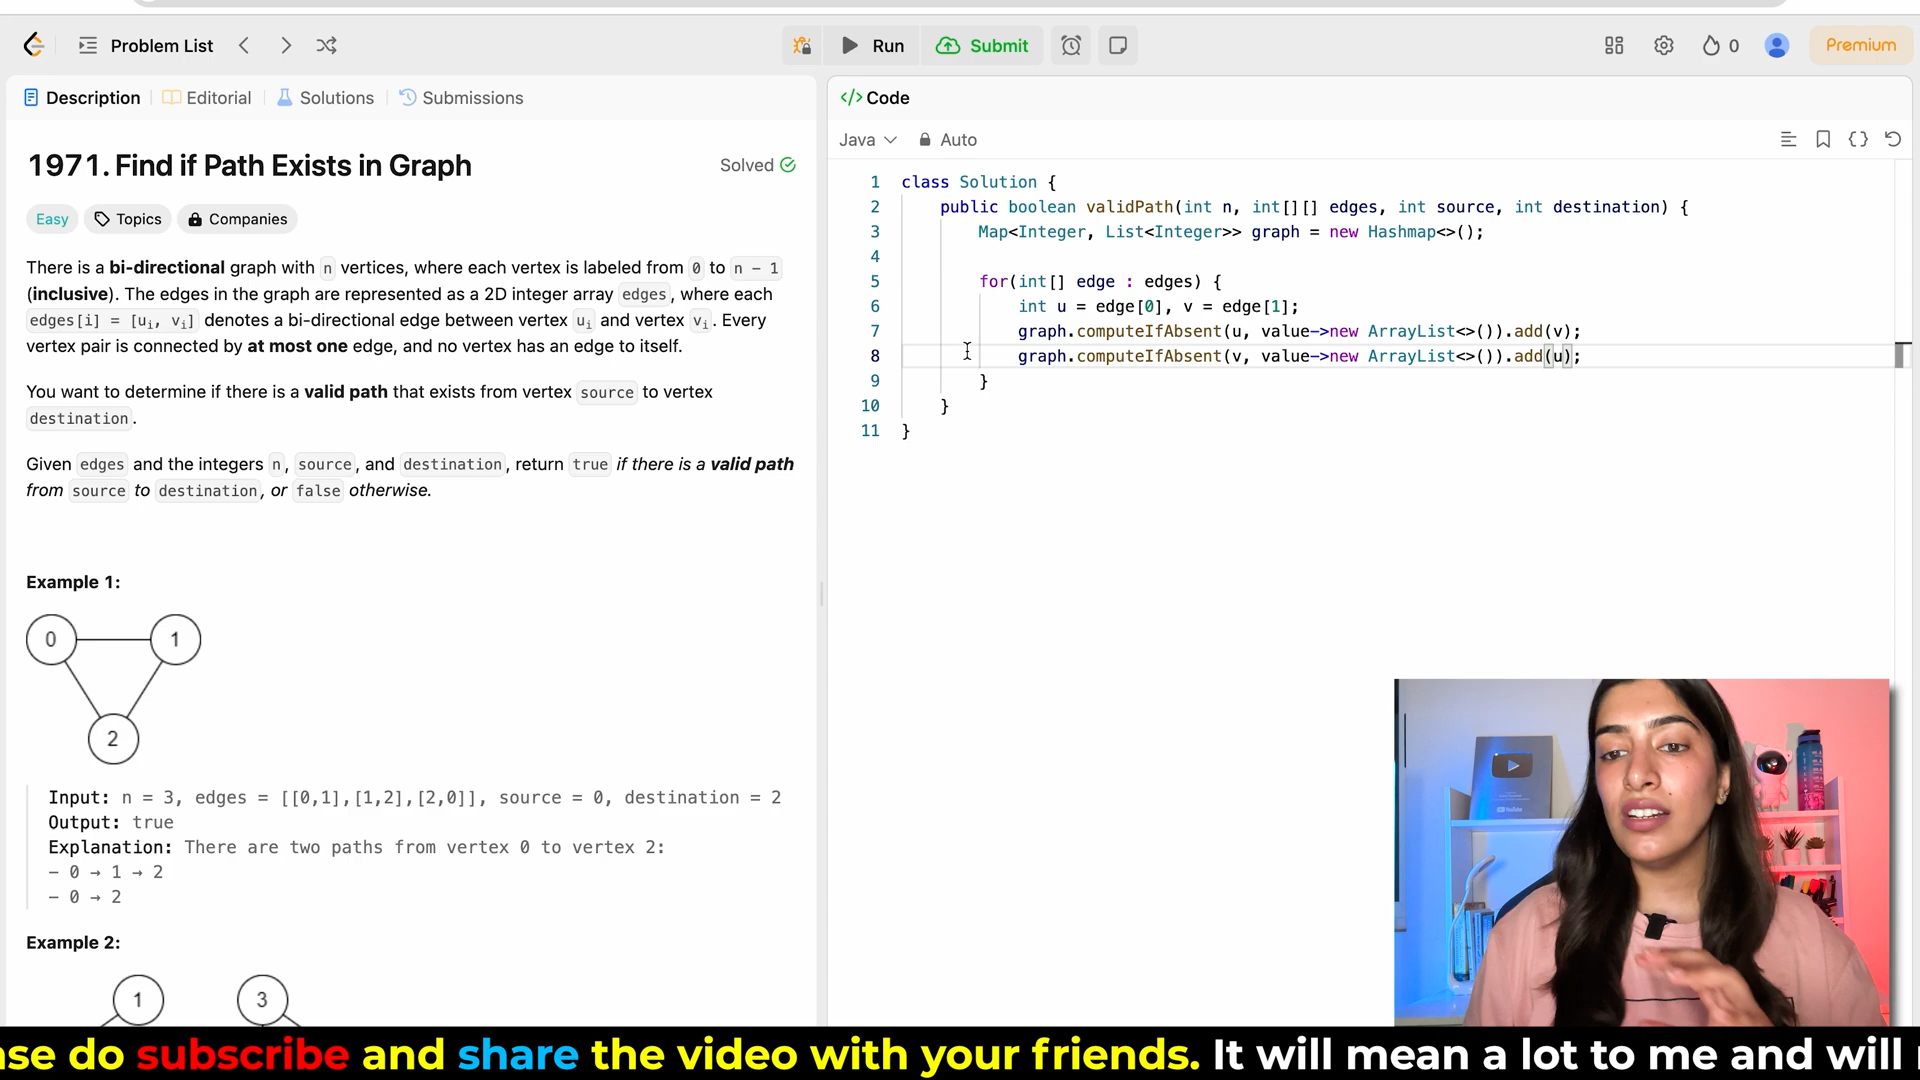 Problem List
Run
Submit
0
Premium
Description
Editorial
Solutions
Submissions
</> Code
Java
Auto
1971. Find if Path Exists in Graph
Solved
Easy
Topics
Companies
There is a bi-directional graph with n vertices, where each vertex is labeled from 0 to n - 1
(inclusive). The edges in the graph are represented as a 2D integer array edges, where each
edges[i] = [ui, vi] denotes a bi-directional edge between vertex ui and vertex vi. Every
vertex pair is connected by at most one edge, and no vertex has an edge to itself.
You want to determine if there is a valid path that exists from vertex source to vertex
destination.
Given edges and the integers n, source, and destination, return true if there is a valid path
from source to destination, or false otherwise.
Example 1:
0
1
2
Input: n = 3, edges = [[0,1],[1,2],[2,0]], source = 0, destination = 2
Output: true
Explanation: There are two paths from vertex 0 to vertex 2:
- 0 → 1 → 2
- 0 → 2
Example 2:
1
3
1 class Solution {
2 public boolean validPath(int n, int[][] edges, int source, int destination) {
3 Map<Integer, List<Integer>> graph = new Hashmap<>();
4
5 for(int[] edge : edges) {
6 int u = edge[0], v = edge[1];
7 graph.computeIfAbsent(u, value->new ArrayList<>()).add(v);
8 graph.computeIfAbsent(v, value->new ArrayList<>()).add(u);
9 }
10 }
11 }
do subscribe and share the video with your friends. It will mean a lot to me and will